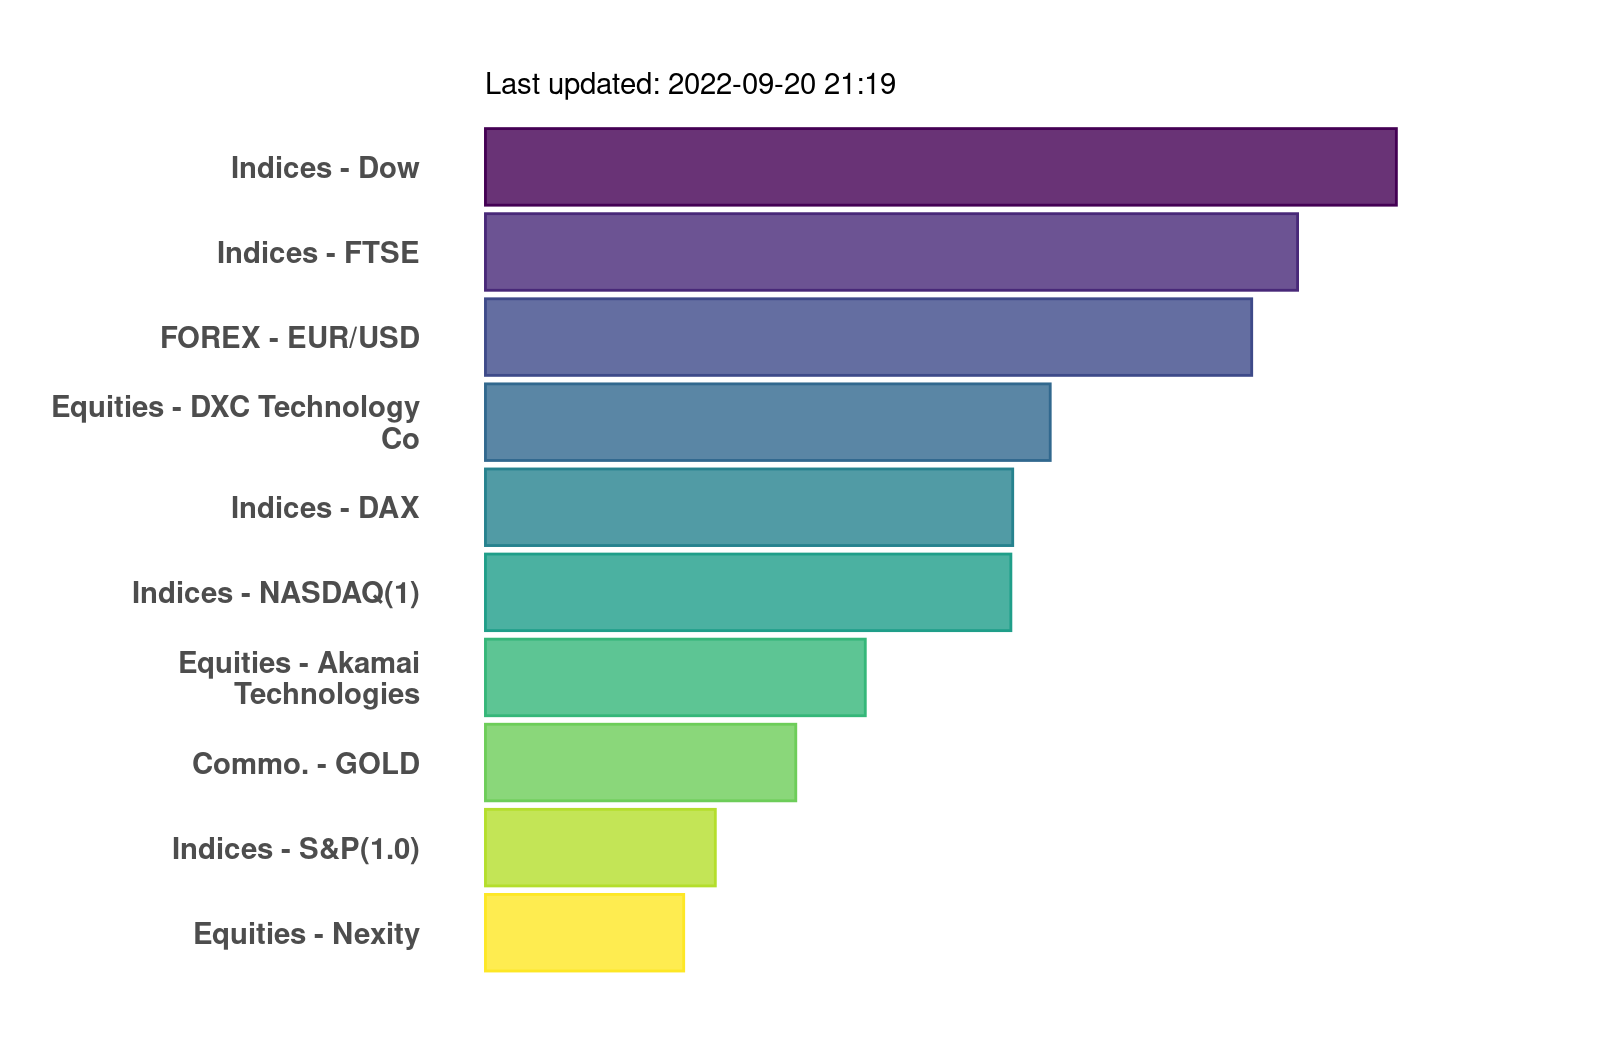 Last updated: 2022-09-20 21:19
Indices - Dow
Indices - FTSE
FOREX - EUR/USD
Equities - DXC Technology
Co
Indices - DAX
Indices - NASDAQ(1)
Equities - Akamai
Technologies
Commo. - GOLD
Indices - S&P(1.0)
Equities - Nexity